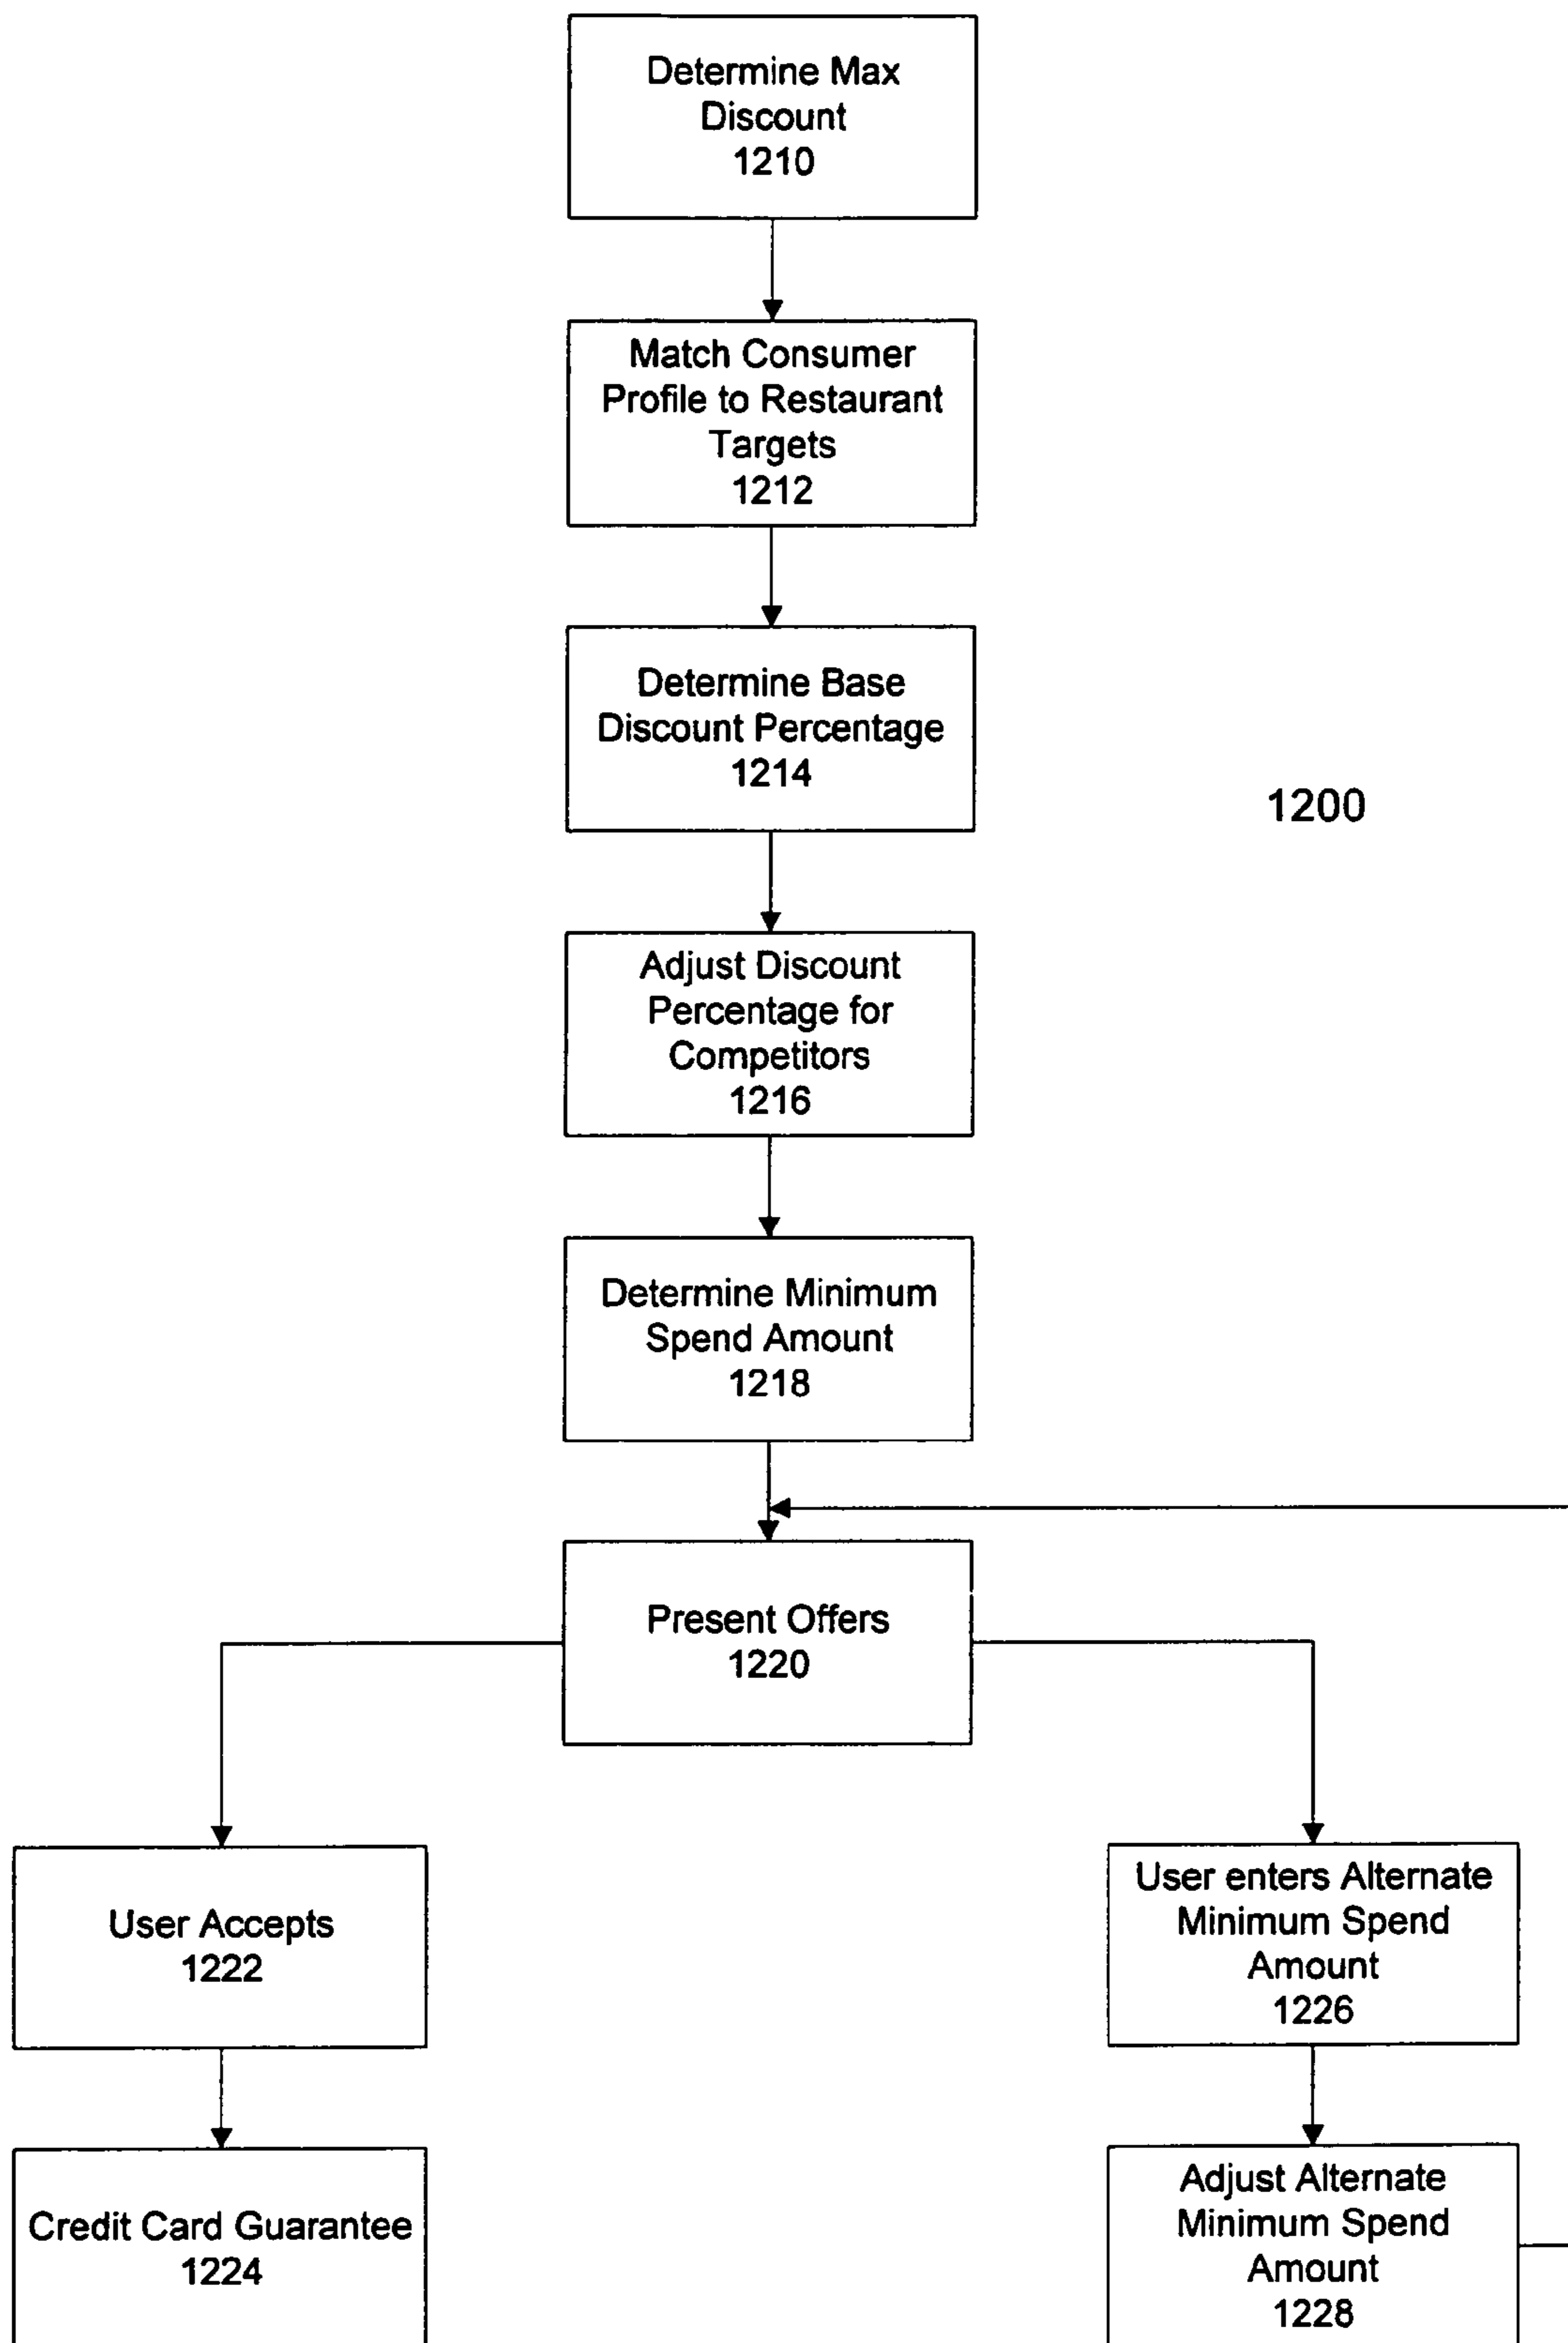 Determine Max
Discount
1210
Match Consumer
Profile to Restaurant
Targets
1212
Determine Base
Discount Percentage
1214
1200
Adjust Discount
Percentage for
Competitors
1216
Determine Minimum
Spend Amount
1218
Present Offers
1220
User Accepts
1222
User enters Alternate
Minimum Spend
Amount
1226
Credit Card Guarantee
1224
Adjust Alternate
Minimum Spend
Amount
1228